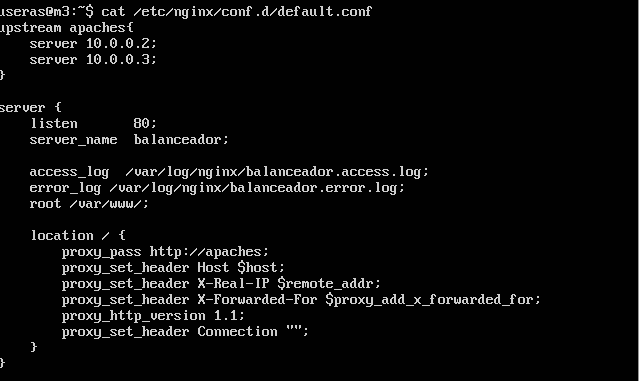 useras@m3:~$ cat /etc/nginx/conf.d/default.conf
upstream apaches{
    server 10.0.0.2;
    server 10.0.0.3;
}

server {
    listen       80;
    server_name  balanceador;

    access_log  /var/log/nginx/balanceador.access.log;
    error_log /var/log/nginx/balanceador.error.log;
    root /var/www/;

    location / {
        proxy_pass http://apaches;
        proxy_set_header Host $host;
        proxy_set_header X-Real-IP $remote_addr;
        proxy_set_header X-Forwarded-For $proxy_add_x_forwarded_for;
        proxy_http_version 1.1;
        proxy_set_header Connection "";
    }
}